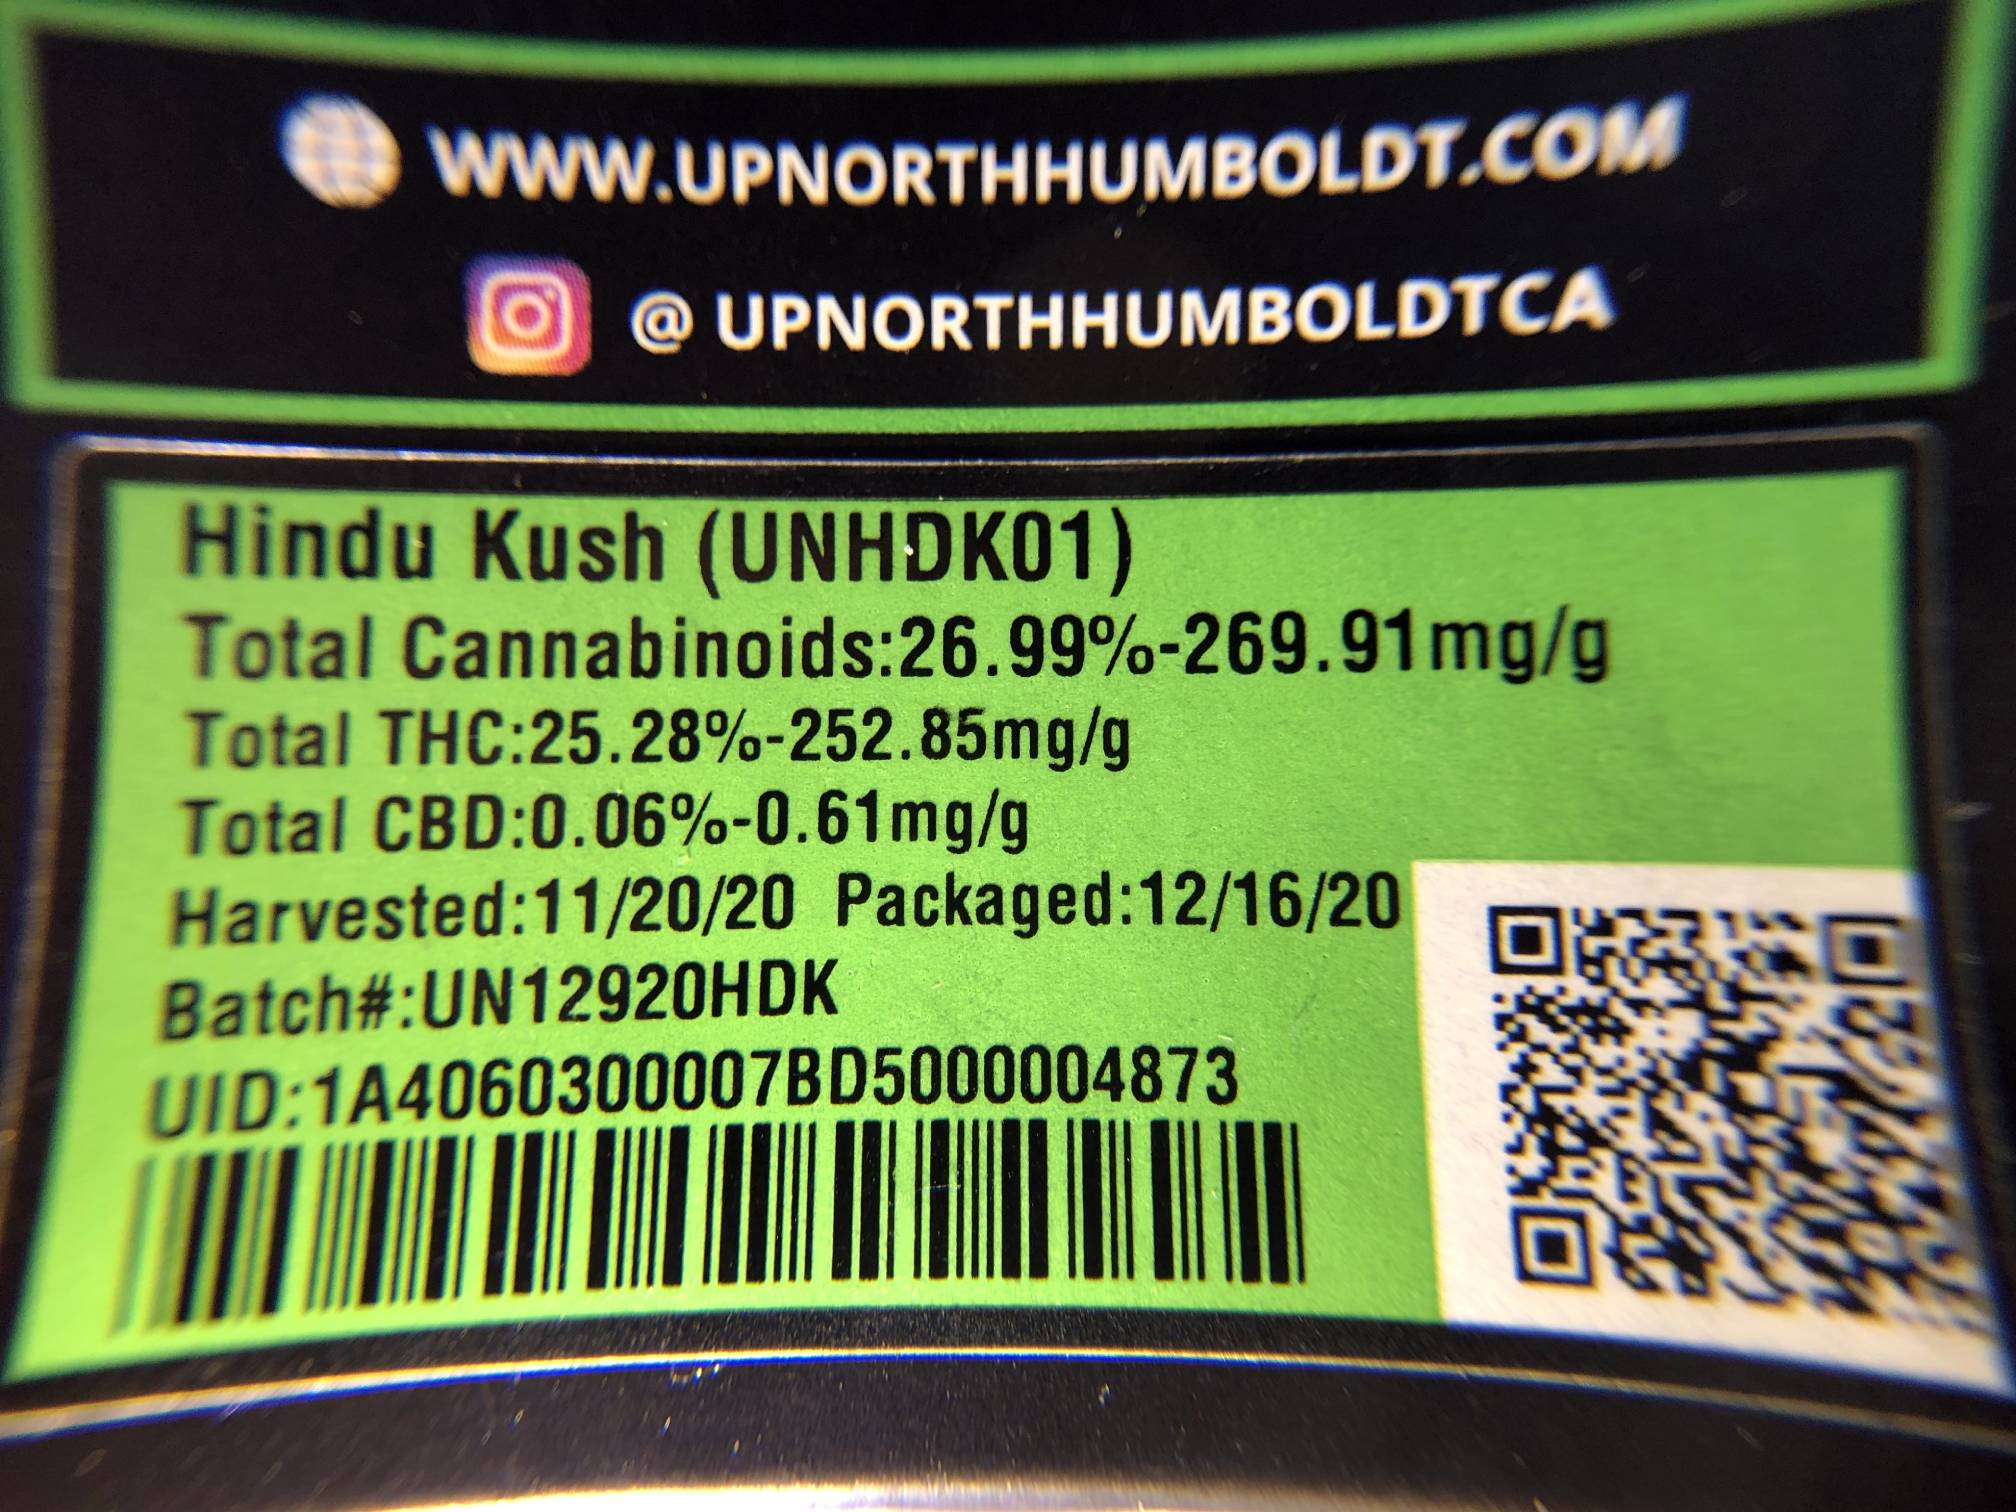 WWW.UPNORTHHUMBOLDT.COM
@ UPNORTHHUMBOLDTCA
Hindu Kush (UNHDK01)
Total Cannabinoids:26.99%-269.91mg/g
Total THC:25.28%-252.85mg/g
Total CBD:0.06%-0.61mg/g
Harvested:11/20/20 Packaged:12/16/20
Batch#:UN12920HDK
UID:1A4060300007BD5000004873